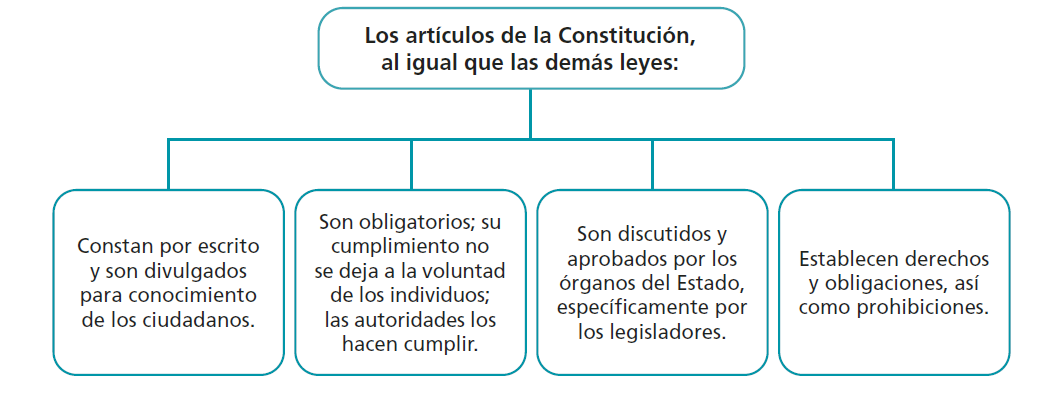 Los artículos de la Constitución,
al igual que las demás leyes:
Constan por escrito
y son divulgados
para conocimiento
de los ciudadanos.
Son obligatorios; su
cumplimiento no
se deja a la voluntad
de los individuos;
las autoridades los
hacen cumplir.
Son discutidos y
aprobados por los
órganos del Estado,
específicamente por
los legisladores.
Establecen derechos
y obligaciones, así
como prohibiciones.